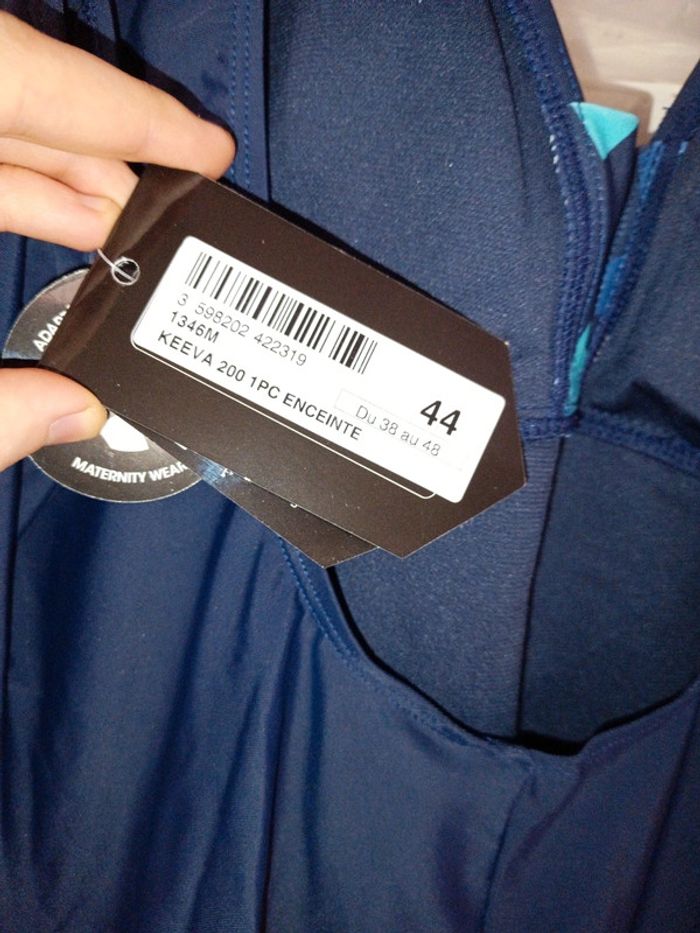 3 598202 422319
1346M
KEEVA 200 1PC ENCEINTE
44
Du 38 au 48
MATERNITY WEAR